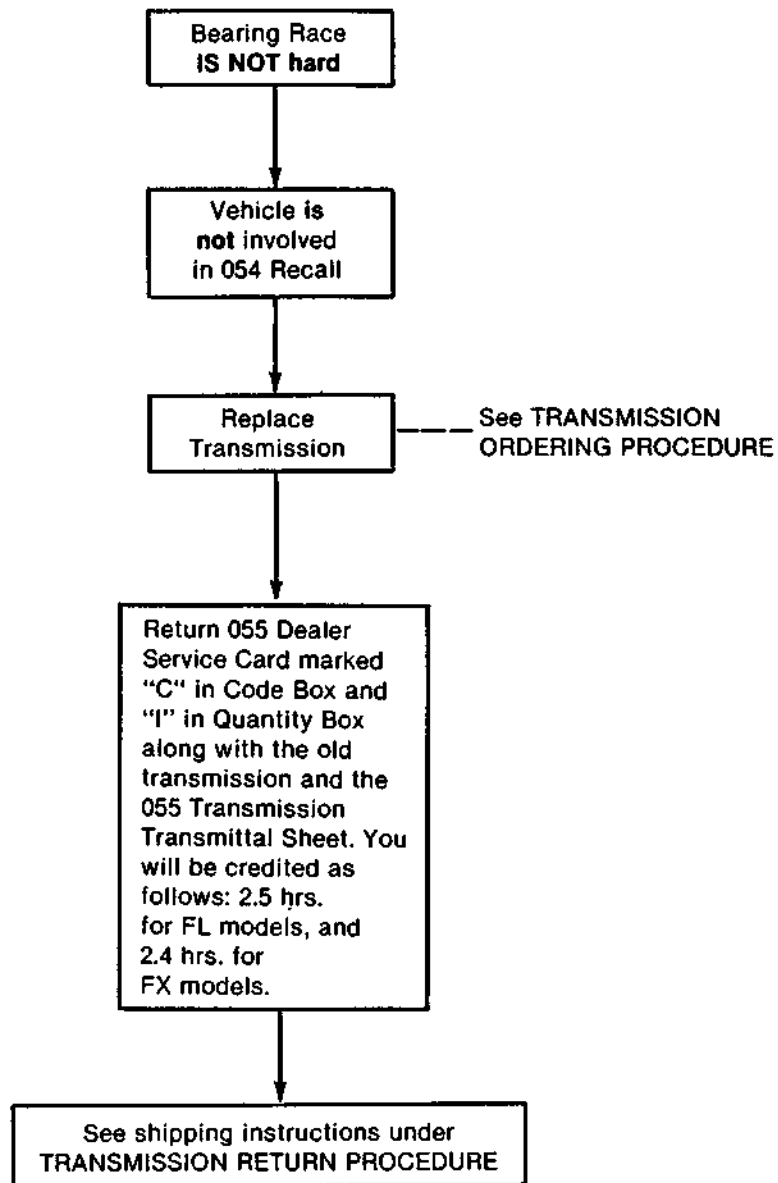 Bearing Race
IS NOT hard
Vehicle is
not involved
in 054 Recall
Replace
Transmission
See TRANSMISSION
ORDERING PROCEDURE
Return 055 Dealer
Service Card marked
“C“ in Code Box and
“I” in Quantity Box
along with the old
transmission and the
055 Transmission
Transmittal Sheet. You
will be credited as
follows: 2.5 hrs.
for FL models, and
2.4 hrs. for
FX models.
See shipping instructions under
TRANSMISSION RETURN PROCEDURE